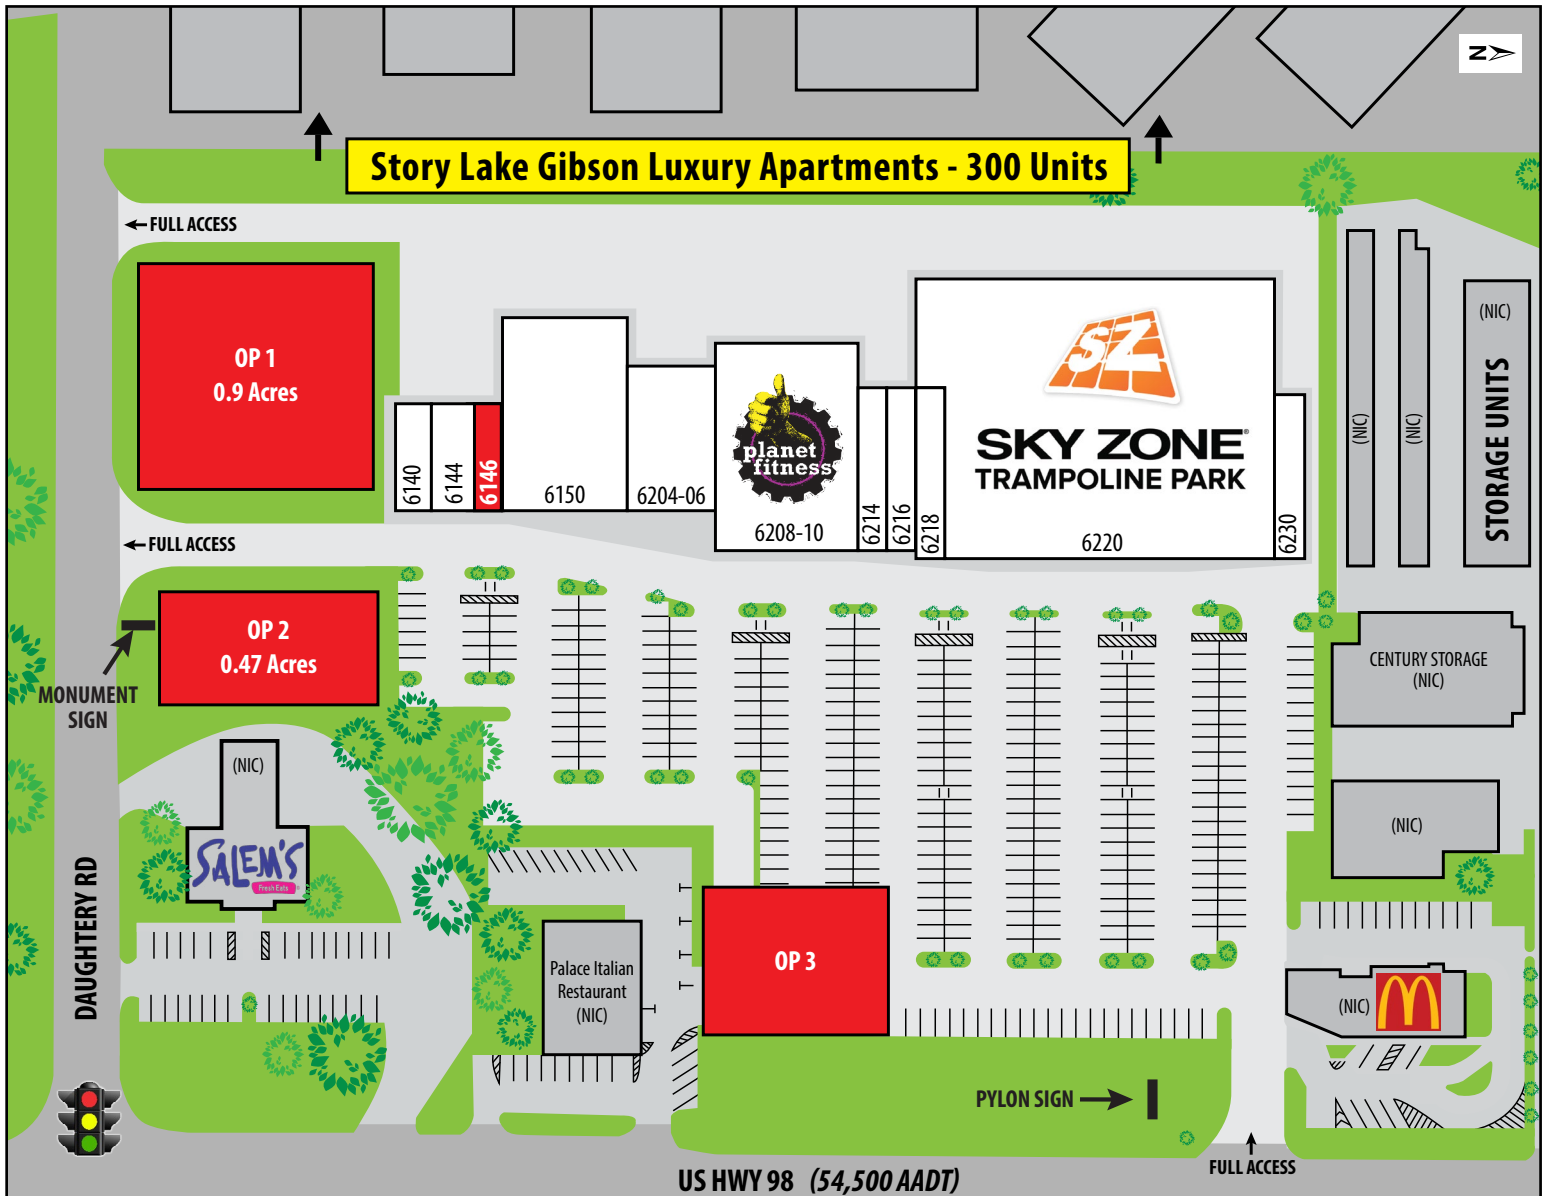 N
Story Lake Gibson Luxury Apartments - 300 Units
FULL ACCESS
OP 1
0.9 Acres
6140
6144
6146
6150
6204-06
planet
fitness
6208-10
6214
6216
6218
SZ
SKY ZONE®
TRAMPOLINE PARK
6220
6230
(NIC)
(NIC)
(NIC)
STORAGE UNITS
FULL ACCESS
OP 2
0.47 Acres
MONUMENT
SIGN
CENTURY STORAGE
(NIC)
(NIC)
(NIC)
SALEM'S
Fresh Eats
DAUGHTERY RD
Palace Italian
Restaurant
(NIC)
OP 3
(NIC)
M
PYLON SIGN
FULL ACCESS
US HWY 98 (54,500 AADT)